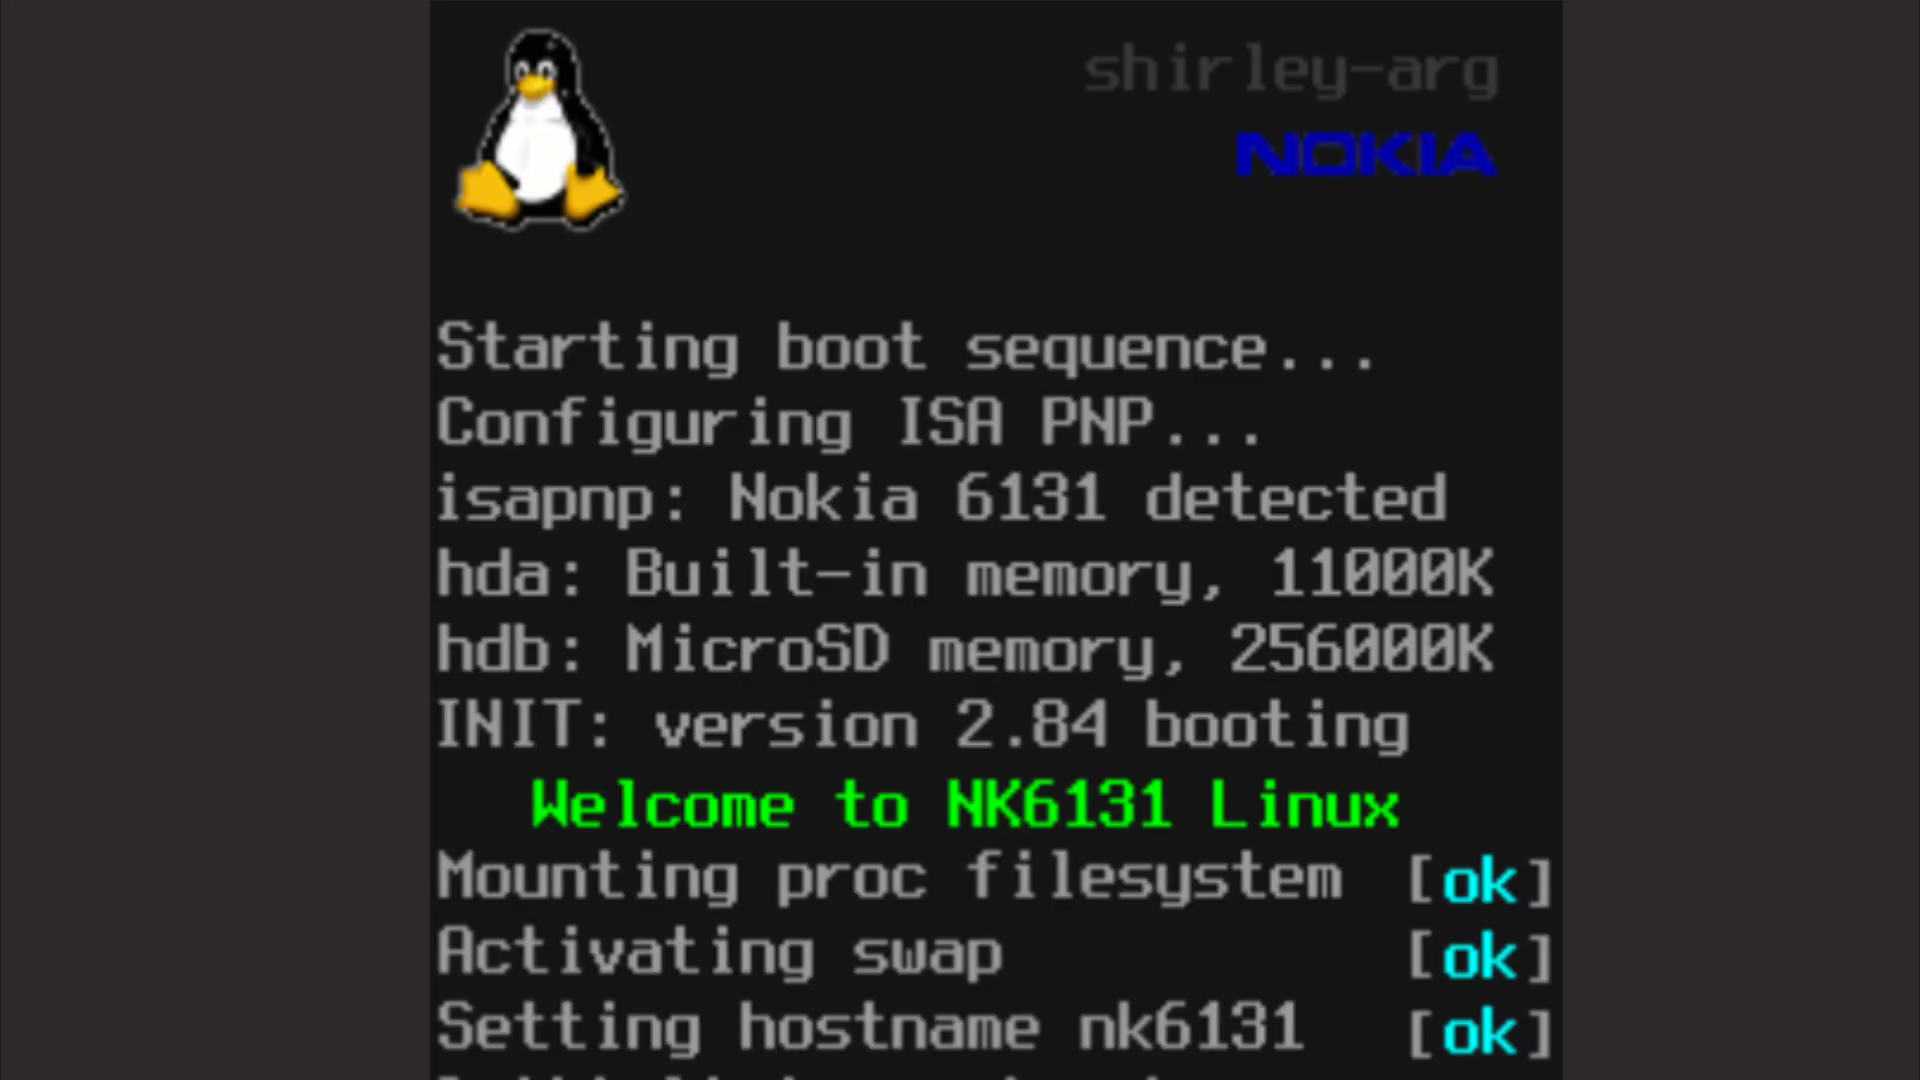 shirley-arg
NOKIA
Starting boot sequence...
Configuring ISA PNP...
isapnp: Nokia 6131 detected
hda: Built-in memory, 11000K
hdb: MicroSD memory, 256000K
INIT: version 2.84 booting
Welcome to NK6131 Linux
Mounting proc filesystem [ok]
Activating swap [ok]
Setting hostname nk6131 [ok]